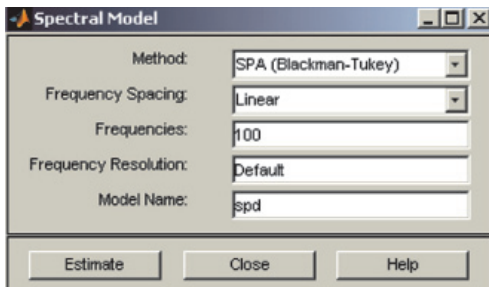 Spectral Model
Method: SPA (Blackman-Tukey)
Frequency Spacing: Linear
Frequencies: 100
Frequency Resolution: Default
Model Name: spd
Estimate Close Help